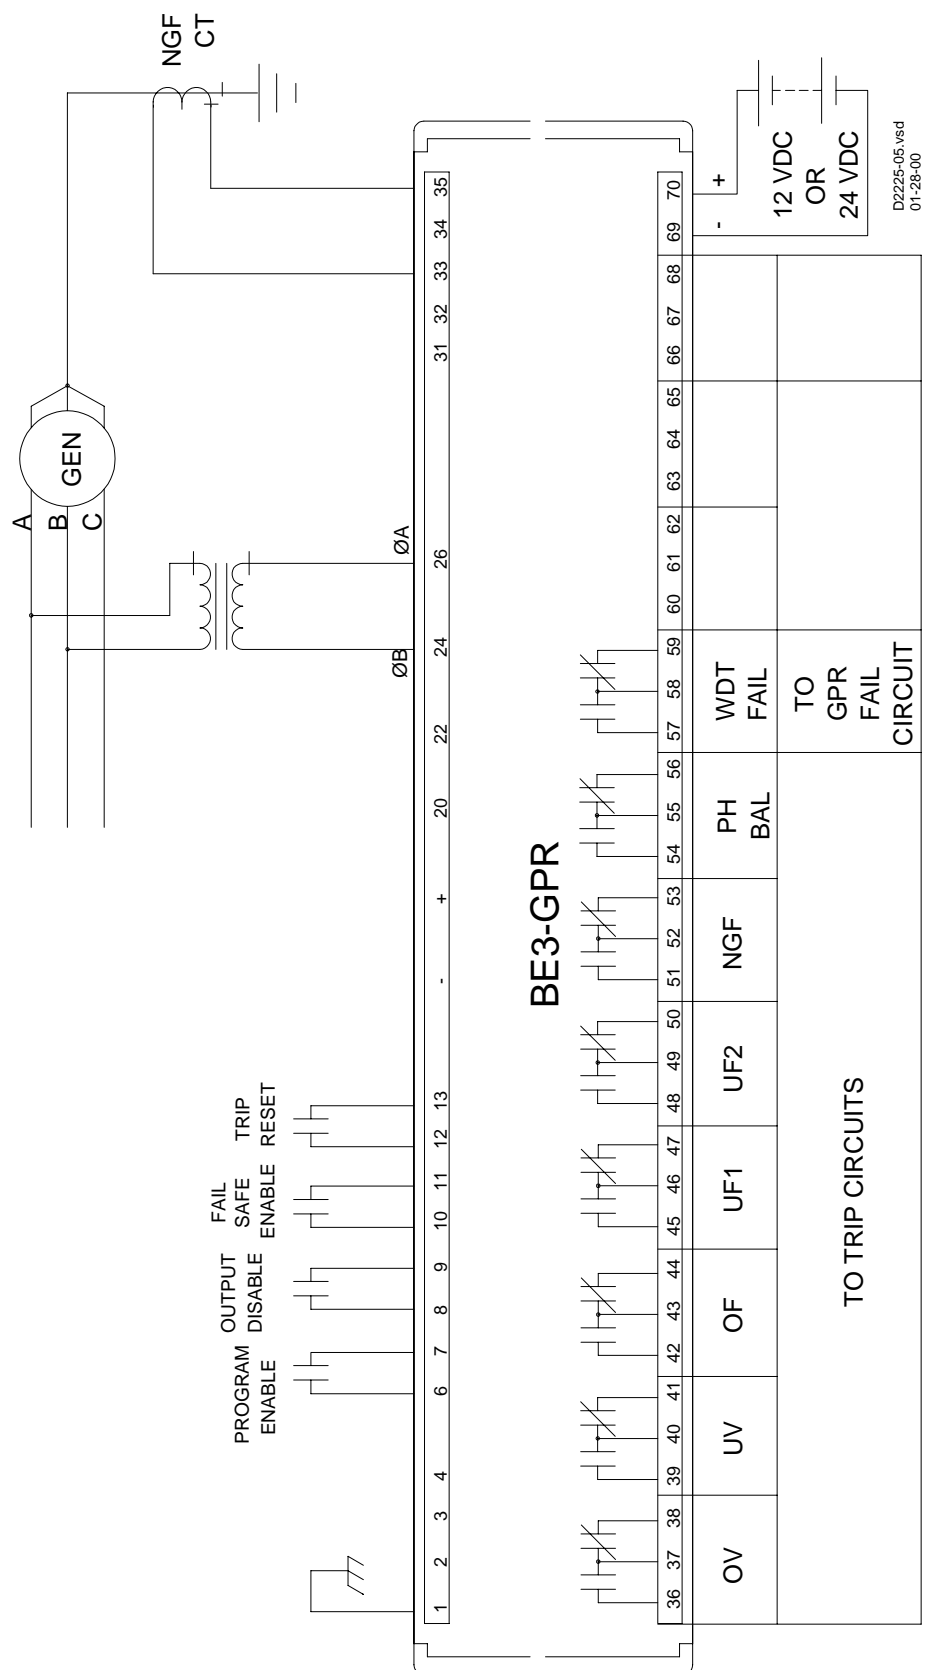 NGF
CT
GEN
A
B
C
ØA
ØB
PROGRAM
ENABLE
OUTPUT
DISABLE
FAIL
SAFE
ENABLE
TRIP
RESET
1 2 3 4 6 7 8 9 10 11 12 13 - + 20 22 24 26 31 32 33 34 35
BE3-GPR
36 37 38 39 40 41 42 43 44 45 46 47 48 49 50 51 52 53 54 55 56 57 58 59 60 61 62 63 64 65 66 67 68 69 70
OV
UV
OF
UF1
UF2
NGF
PH
BAL
WDT
FAIL
TO TRIP CIRCUITS
TO
GPR
FAIL
CIRCUIT
- +
12 VDC
OR
24 VDC
D2225-05.vsd
01-28-00